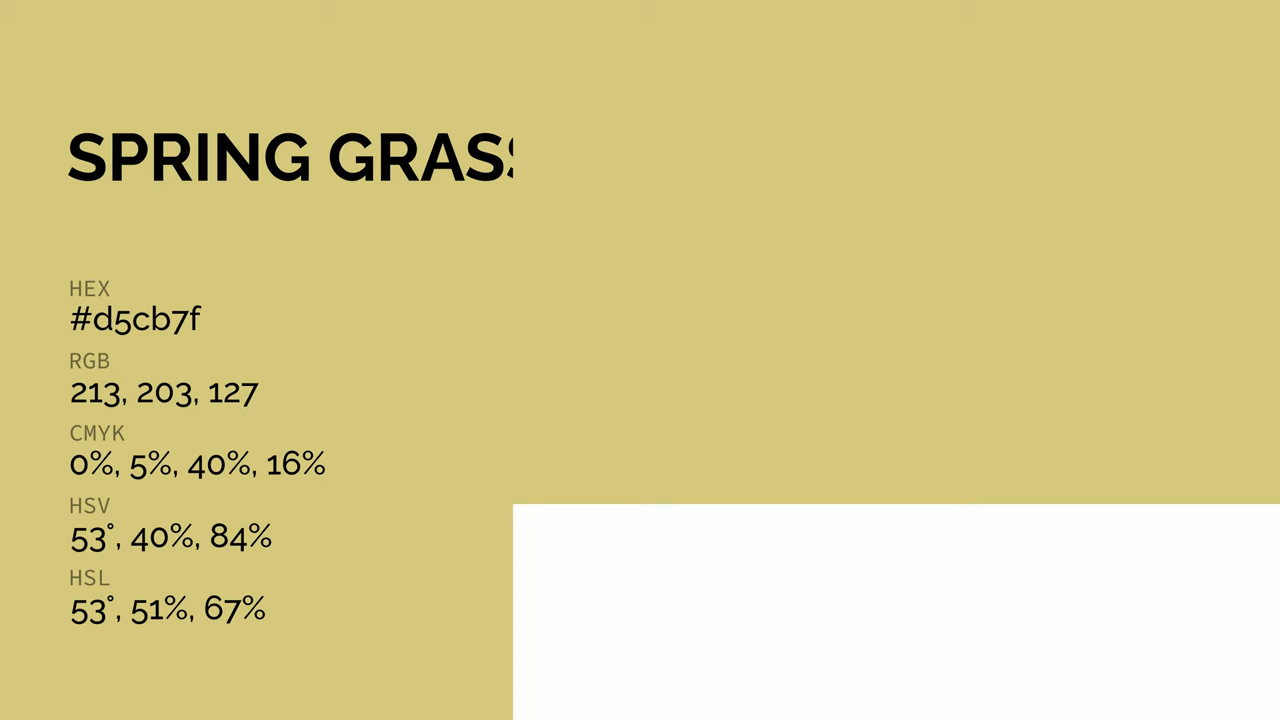 SPRING GRASS
HEX
#d5cb7f
RGB
213, 203, 127
CMYK
0%, 5%, 40%, 16%
HSV
53°, 40%, 84%
HSL
53°, 51%, 67%